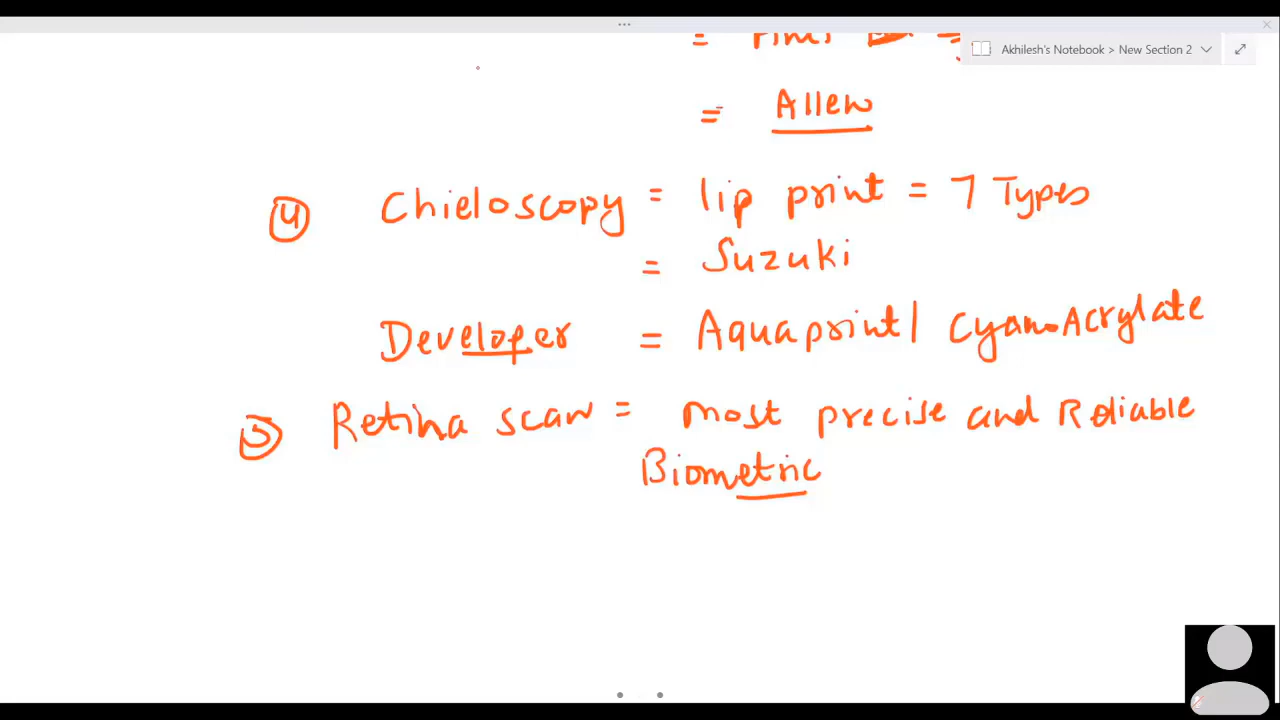 ...
Akhilesh's Notebook > New Section 2
=
= Allen
4 Chieloscopy = lip print = 7 Types
= Suzuki
Developer = Aquaprint| CyanoAcrylate
5 Retina scan = most precise and Reliable
Biometric